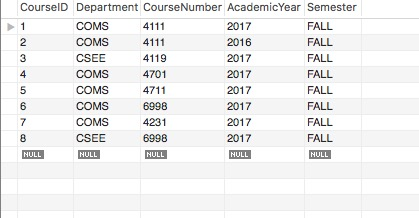 CourseID Department CourseNumber AcademicYear Semester
1 COMS 4111 2017 FALL
2 COMS 4111 2016 FALL
3 CSEE 4119 2017 FALL
4 COMS 4701 2017 FALL
5 COMS 4711 2017 FALL
6 COMS 6998 2017 FALL
7 COMS 4231 2017 FALL
8 CSEE 6998 2017 FALL
NULL NULL NULL NULL NULL